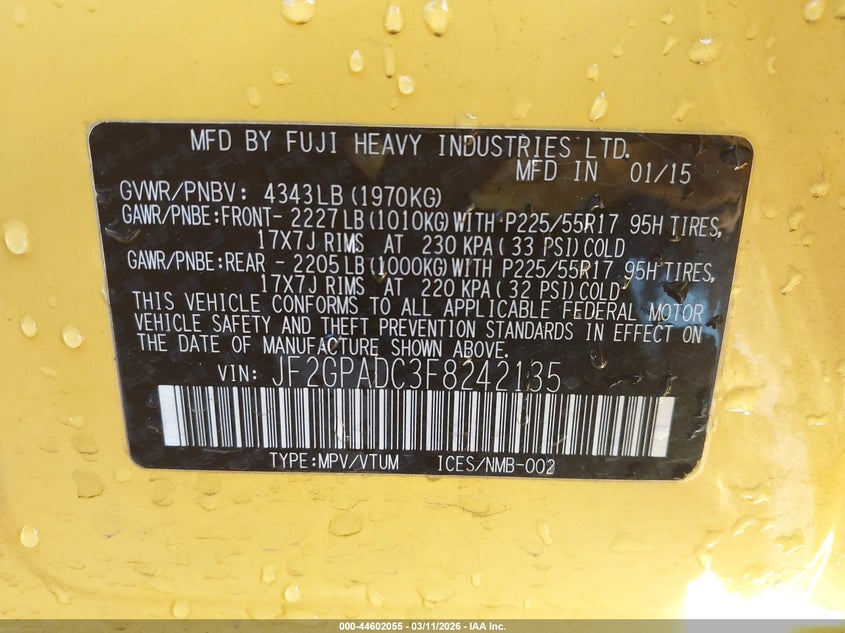 MFD BY FUJI HEAVY INDUSTRIES LTD.
MFD IN 01/15
GVWR/PNBV: 4343LB(1970KG)
GAWR/PNBE:FRONT-2227LB(1010KG)WITH P225/55R17 95H TIRES,
17X7J RIMS AT 230 KPA(33 PSI)COLD
GAWR/PNBE:REAR -2205LB(1000KG)WITH P225/55R17 95H TIRES,
17X7J RIMS AT 220 KPA(32 PSI)COLD
THIS VEHICLE CONFORMS TO ALL APPLICABLE FEDERAL MOTOR
VEHICLE SAFETY AND THEFT PREVENTION STANDARDS IN EFFECT ON
THE DATE OF MANUFACTURE SHOWN ABOVE.
VIN: JF2GPADC3F8242135
TYPE:MPV/VTUM ICES/NMB-002
000-44602055 - 03/11/2026 - IAA Inc.